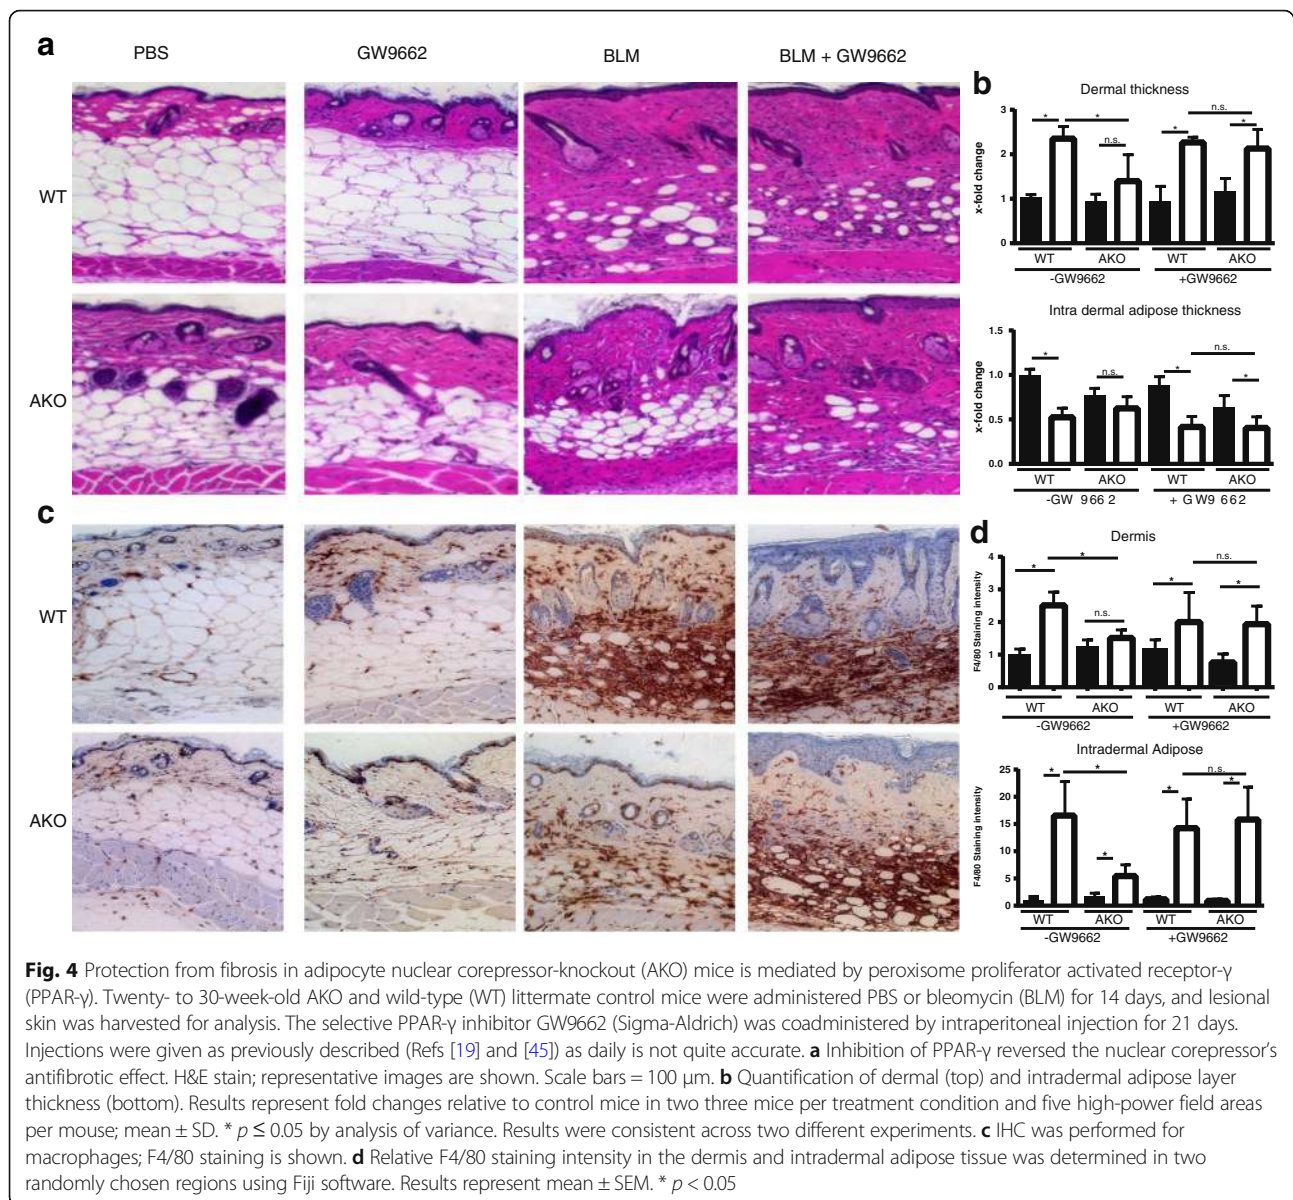 a
PBS
GW9662
BLM
BLM + GW9662
WT
AKO
b
Dermal thickness
x-fold change
3
2
1
0
*
*
n.s.
*
n.s.
*
WT
AKO
WT
AKO
-GW9662
+GW9662
Intra dermal adipose thickness
x-fold change
1.5
1.0
0.5
0.0
*
n.s.
*
n.s.
*
WT
AKO
WT
AKO
-GW 966 2
+ GW9 662
c
WT
AKO
d
Dermis
F4/80 Staining intensity
4
3
2
1
0
*
*
n.s.
*
n.s.
*
WT
AKO
WT
AKO
-GW9662
+GW9662
Intradermal Adipose
F4/80 Staining intensity
25
20
15
10
5
0
*
*
*
*
n.s.
*
WT
AKO
WT
AKO
-GW9662
+GW9662
Fig. 4 Protection from fibrosis in adipocyte nuclear corepressor-knockout (AKO) mice is mediated by peroxisome proliferator activated receptor-γ
(PPAR-γ). Twenty- to 30-week-old AKO and wild-type (WT) littermate control mice were administered PBS or bleomycin (BLM) for 14 days, and lesional
skin was harvested for analysis. The selective PPAR-γ inhibitor GW9662 (Sigma-Aldrich) was coadministered by intraperitoneal injection for 21 days.
Injections were given as previously described (Refs [19] and [45]) as daily is not quite accurate. a Inhibition of PPAR-γ reversed the nuclear corepressor's
antifibrotic effect. H&E stain; representative images are shown. Scale bars = 100 μm. b Quantification of dermal (top) and intradermal adipose layer
thickness (bottom). Results represent fold changes relative to control mice in two three mice per treatment condition and five high-power field areas
per mouse; mean ± SD. * p ≤ 0.05 by analysis of variance. Results were consistent across two different experiments. c IHC was performed for
macrophages; F4/80 staining is shown. d Relative F4/80 staining intensity in the dermis and intradermal adipose tissue was determined in two
randomly chosen regions using Fiji software. Results represent mean ± SEM. * p < 0.05